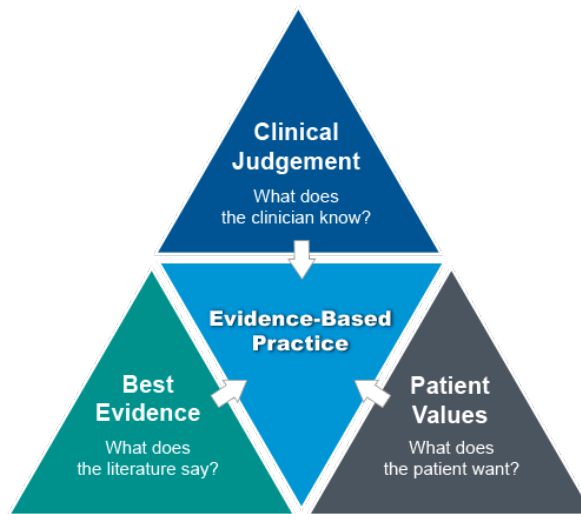 Clinical
Judgement
What does
the clinician know?
Evidence-Based
Practice
Best
Evidence
What does
the literature say?
Patient
Values
What does
the patient want?